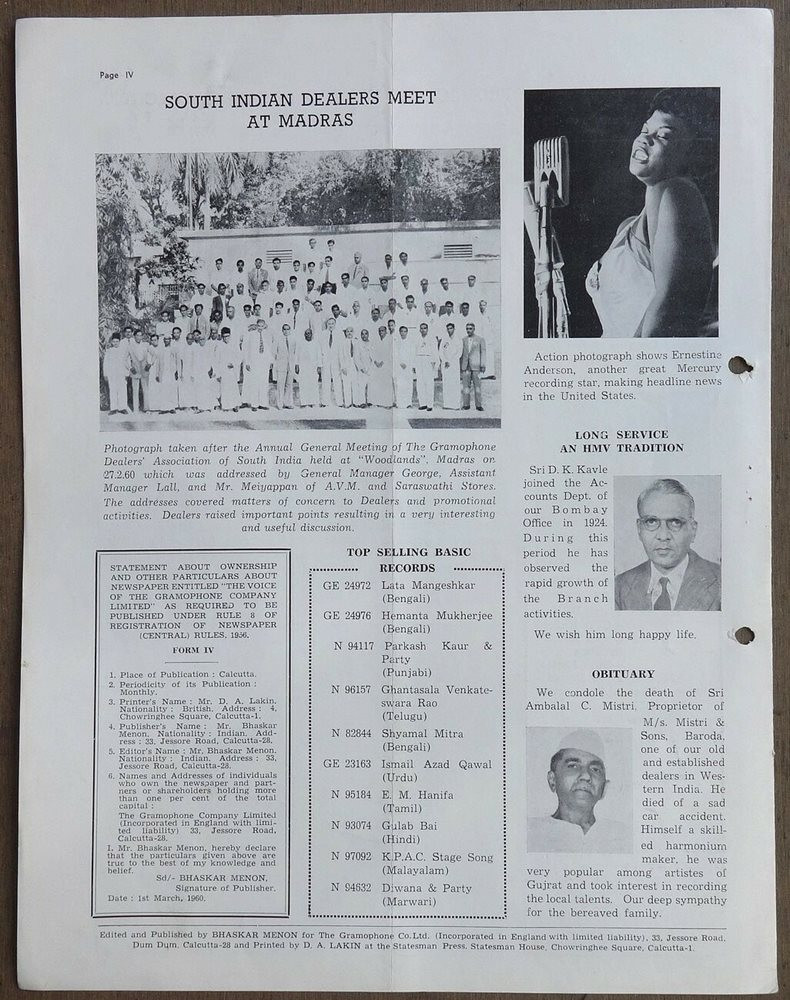 Page IV
SOUTH INDIAN DEALERS MEET
AT MADRAS
Photograph taken after the Annual General Meeting of The Gramophone
Dealers' Association of South India held at "Woodlands", Madras on
27.2.60 which was addressed by General Manager George, Assistant
Manager Lall, and Mr. Meiyappan of A.V.M. and Saraswathi Stores.
The addresses covered matters of concern to Dealers and promotional
activities. Dealers raised important points resulting in a very interesting
and useful discussion.
STATEMENT ABOUT OWNERSHIP
AND OTHER PARTICULARS ABOUT
NEWSPAPER ENTITLED "THE VOICE
OF THE GRAMOPHONE COMPANY
LIMITED" AS REQUIRED TO BE
PUBLISHED UNDER RULE 8 OF
REGISTRATION OF NEWSPAPER
(CENTRAL) RULES, 1956.
FORM IV
1. Place of Publication : Calcutta.
2. Periodicity of its Publication :
Monthly.
3. Printer's Name : Mr. D. A. Lakin.
Nationality : British. Address : 4,
Chowringhee Square, Calcutta-1.
4. Publisher's Name : Mr. Bhaskar
Menon. Nationality : Indian. Add-
ress : 33, Jessore Road, Calcutta-28.
5. Editor's Name : Mr. Bhaskar Menon.
Nationality : Indian. Address : 33,
Jessore Road, Calcutta-28.
6. Names and Addresses of individuals
who own the newspaper and part-
ners or shareholders holding more
than one per cent of the total
capital :
The Gramophone Company Limited
(Incorporated in England with limi-
ted liability) 33, Jessore Road,
Calcutta-28.
I, Mr. Bhaskar Menon, hereby declare
that the particulars given above are
true to the best of my knowledge and
belief.
Sd/- BHASKAR MENON,
Signature of Publisher.
Date : 1st March, 1960.
TOP SELLING BASIC
RECORDS
GE 24972 Lata Mangeshkar
(Bengali)
GE 24976 Hemanta Mukherjee
(Bengali)
N 94117 Parkash Kaur &
Party
(Punjabi)
N 96157 Ghantasala Venkate-
swara Rao
(Telugu)
N 82844 Shyamal Mitra
(Bengali)
GE 23163 Ismail Azad Qawal
(Urdu)
N 95184 E. M. Hanifa
(Tamil)
N 93074 Gulab Bai
(Hindi)
N 97092 K.P.A.C. Stage Song
(Malayalam)
N 94632 Diwana & Party
(Marwari)
Action photograph shows Ernestine
Anderson, another great Mercury
recording star, making headline news
in the United States.
LONG SERVICE
AN HMV TRADITION
Sri D. K. Kavle
joined the Ac-
counts Dept. of
our Bombay
Office in 1924.
During this
period he has
observed the
rapid growth of
the Branch
activities.
We wish him long happy life.
OBITUARY
We condole the death of Sri
Ambalal C. Mistri, Proprietor of
M/s. Mistri &
Sons, Baroda,
one of our old
and established
dealers in Wes-
tern India. He
died of a sad
car accident.
Himself a skill-
ed harmonium
maker, he was
very popular among artistes of
Gujrat and took interest in recording
the local talents. Our deep sympathy
for the bereaved family.
Edited and Published by BHASKAR MENON for The Gramophone Co. Ltd. (Incorporated in England with limited liability), 33, Jessore Road,
Dum Dum, Calcutta-28 and Printed by D. A. LAKIN at the Statesman Press, Statesman House, Chowringhee Square, Calcutta-1.